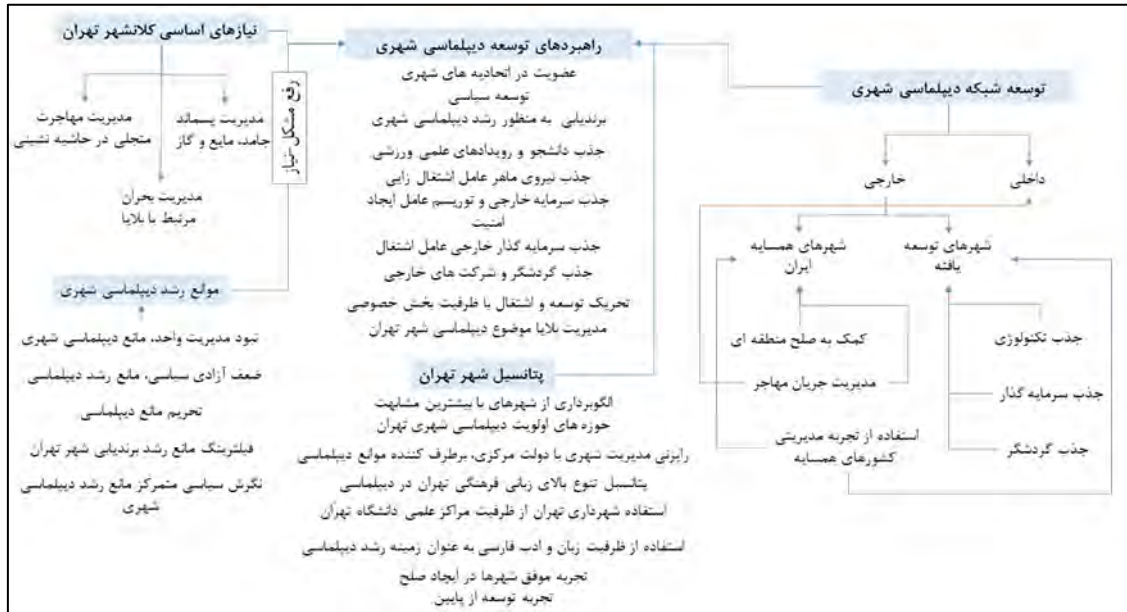 نیازهای اساسی کلانشهر تهران
مدیریت پسماند
جامد، مایع و گاز
مدیریت مهاجرت
متجلی در حاشیه نشینی
مدیریت بحران
مرتبط با بلایا
رفع مشکل-نیاز
موانع رشد دیپلماسی شهری
نبود مدیریت واحد، مانع دیپلماسی شهری
ضعف آزادی سیاسی، مانع رشد دیپلماسی
تحریم مانع دیپلماسی
فیلترینگ مانع رشد برندیابی شهر تهران
نگرش سیاسی متمرکز مانع رشد دیپلماسی
شهری
راهبردهای توسعه دیپلماسی شهری
عضویت در اتحادیه های شهری
توسعه سیاسی
برندیابی به منظور رشد دیپلماسی شهری
جذب دانشجو و رویدادهای علمی ورزشی
جذب نیروی ماهر عامل اشتغال زایی
جذب سرمایه خارجی و توریسم عامل ایجاد
امنیت
جذب سرمایه گذار خارجی عامل اشتغال
جذب گردشگر و شرکت های خارجی
تحریک توسعه و اشتغال با ظرفیت بخش خصوصی
مدیریت بلایا موضوع دیپلماسی شهر تهران
پتانسیل شهر تهران
الگوبرداری از شهرهای با بیشترین مشابهت
حوزه های اولویت دیپلماسی شهری تهران
رایزنی مدیریت شهری با دولت مرکزی، برطرف کننده موانع دیپلماسی
پتانسیل تنوع بالای زبانی فرهنگی تهران در دیپلماسی
استفاده شهرداری تهران از ظرفیت مراکز علمی دانشگاه تهران
استفاده از ظرفیت زبان و ادب فارسی به عنوان زمینه رشد دیپلماسی
تجربه موفق شهرها در ایجاد صلح
تجربه توسعه از پایین
توسعه شبکه دیپلماسی شهری
داخلی
خارجی
شهرهای توسعه
یافته
شهرهای همسایه
ایران
جذب تکنولوژی
جذب سرمایه گذار
جذب گردشگر
کمک به صلح منطقه ای
مدیریت جریان مهاجر
استفاده از تجربه مدیریتی
کشورهای همسایه